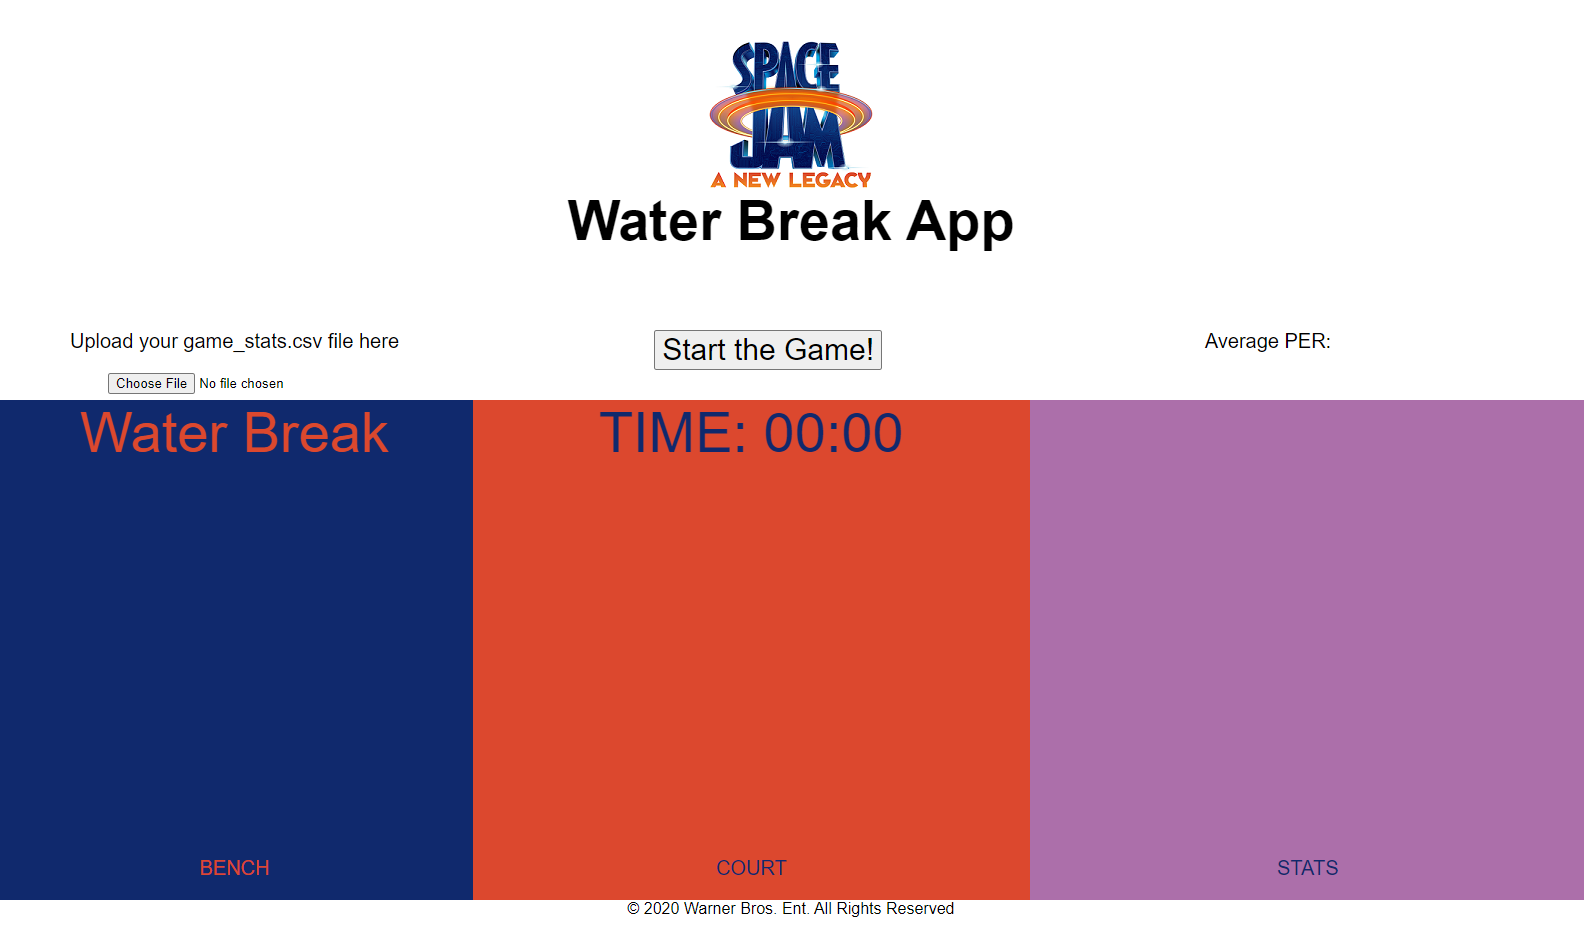 SPACE
JAM
A NEW LEGACY
Water Break App
Upload your game_stats.csv file here
Start the Game!
Average PER:
Choose File No file chosen
Water Break
TIME: 00:00
BENCH
COURT
STATS
© 2020 Warner Bros. Ent. All Rights Reserved